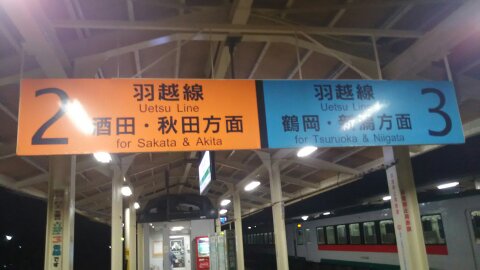 2
羽越線
Uetsu Line
酒田・秋田方面
for Sakata & Akita
羽越線
Uetsu Line
鶴岡・新潟方面
for Tsuruoka & Niigata
3